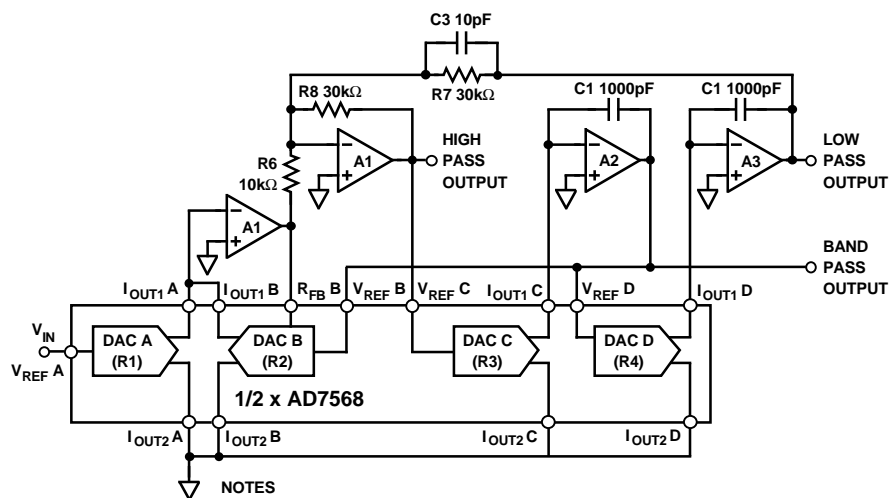 C3 10pF
R8 30kΩ
R7 30kΩ
C1 1000pF
C1 1000pF
A1
HIGH
PASS
OUTPUT
A2
A3
LOW
PASS
OUTPUT
R6
10kΩ
A1
BAND
PASS
OUTPUT
IOUT1 A
IOUT1 B
RFB B
VREF B
VREF C
IOUT1 C
VREF D
IOUT1 D
VIN
VREF A
DAC A
(R1)
DAC B
(R2)
DAC C
(R3)
DAC D
(R4)
1/2 x AD7568
IOUT2 A
IOUT2 B
IOUT2 C
IOUT2 D
NOTES